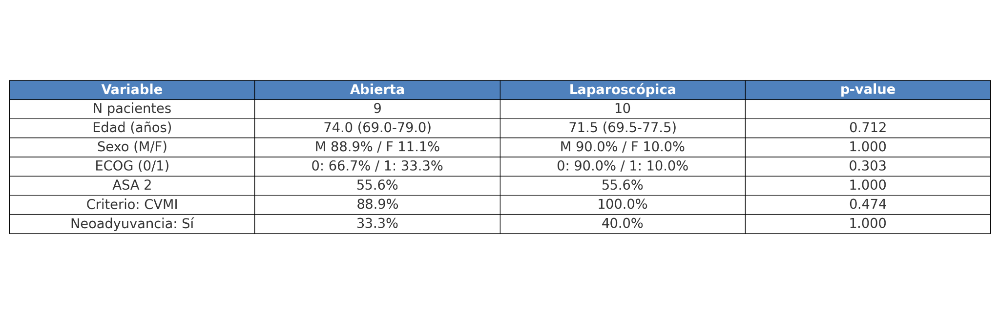 Variable Abierta Laparoscópica p-value
N pacientes 9 10
Edad (años) 74.0 (69.0-79.0) 71.5 (69.5-77.5) 0.712
Sexo (M/F) M 88.9% / F 11.1% M 90.0% / F 10.0% 1.000
ECOG (0/1) 0: 66.7% / 1: 33.3% 0: 90.0% / 1: 10.0% 0.303
ASA 2 55.6% 55.6% 1.000
Criterio: CVMI 88.9% 100.0% 0.474
Neoadyuvancia: Sí 33.3% 40.0% 1.000